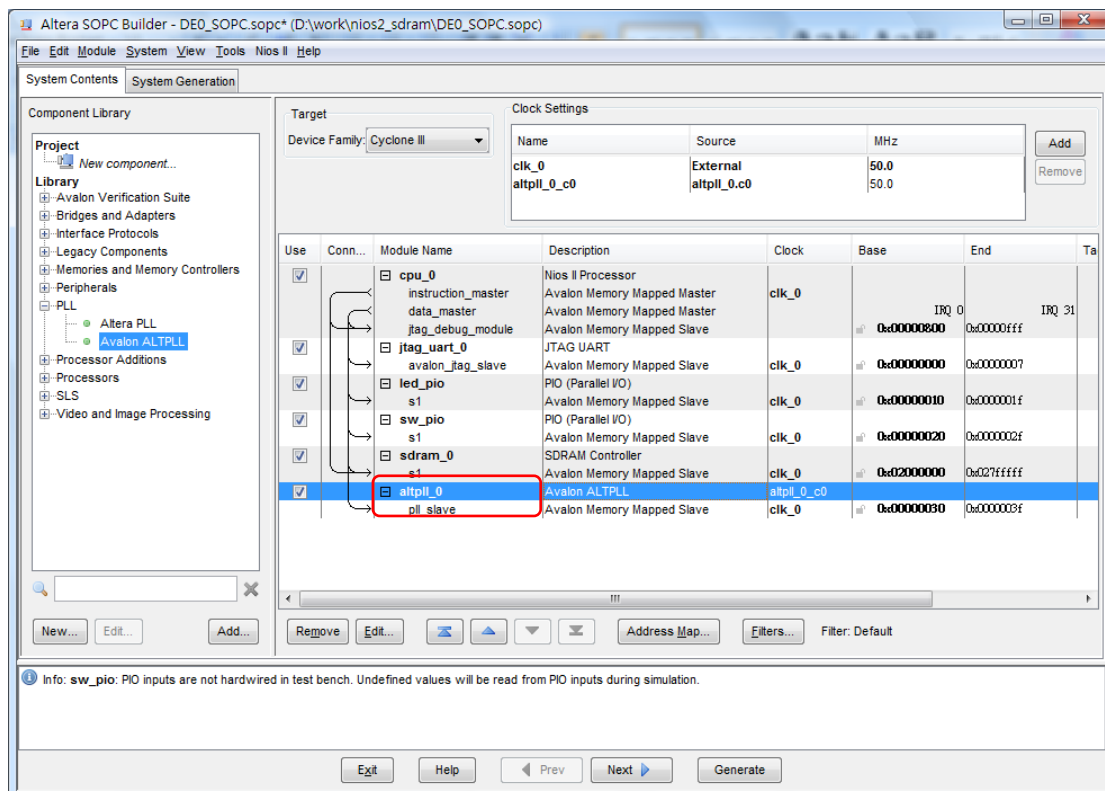 Altera SOPC Builder - DE0_SOPC.sopc* (D:\work\nios2_sdram\DE0_SOPC.sopc)
File Edit Module System View Tools Nios II Help
System Contents System Generation
Component Library
Project
New component...
Library
Avalon Verification Suite
Bridges and Adapters
Interface Protocols
Legacy Components
Memories and Memory Controllers
Peripherals
PLL
Altera PLL
Avalon ALTPLL
Processor Additions
Processors
SLS
Video and Image Processing
New... Edit... Add...
Target
Device Family: Cyclone III
Clock Settings
Name Source MHz
clk_0 External 50.0
altpll_0_c0 altpll_0.c0 50.0
Add
Remove
Use Conn... Module Name Description Clock Base End Ta
cpu_0 Nios II Processor
instruction_master Avalon Memory Mapped Master clk_0
data_master Avalon Memory Mapped Master IRQ 0 IRQ 31
jtag_debug_module Avalon Memory Mapped Slave 0x00000800 0x00000fff
jtag_uart_0 JTAG UART
avalon_jtag_slave Avalon Memory Mapped Slave clk_0 0x00000000 0x00000007
led_pio PIO (Parallel I/O)
s1 Avalon Memory Mapped Slave clk_0 0x00000010 0x0000001f
sw_pio PIO (Parallel I/O)
s1 Avalon Memory Mapped Slave clk_0 0x00000020 0x0000002f
sdram_0 SDRAM Controller
s1 Avalon Memory Mapped Slave clk_0 0x02000000 0x027fffff
altpll_0 Avalon ALTPLL altpll_0_c0
pll_slave Avalon Memory Mapped Slave clk_0 0x00000030 0x0000003f
Remove Edit... Address Map... Filters... Filter: Default
Info: sw_pio: PIO inputs are not hardwired in test bench. Undefined values will be read from PIO inputs during simulation.
Exit Help Prev Next Generate